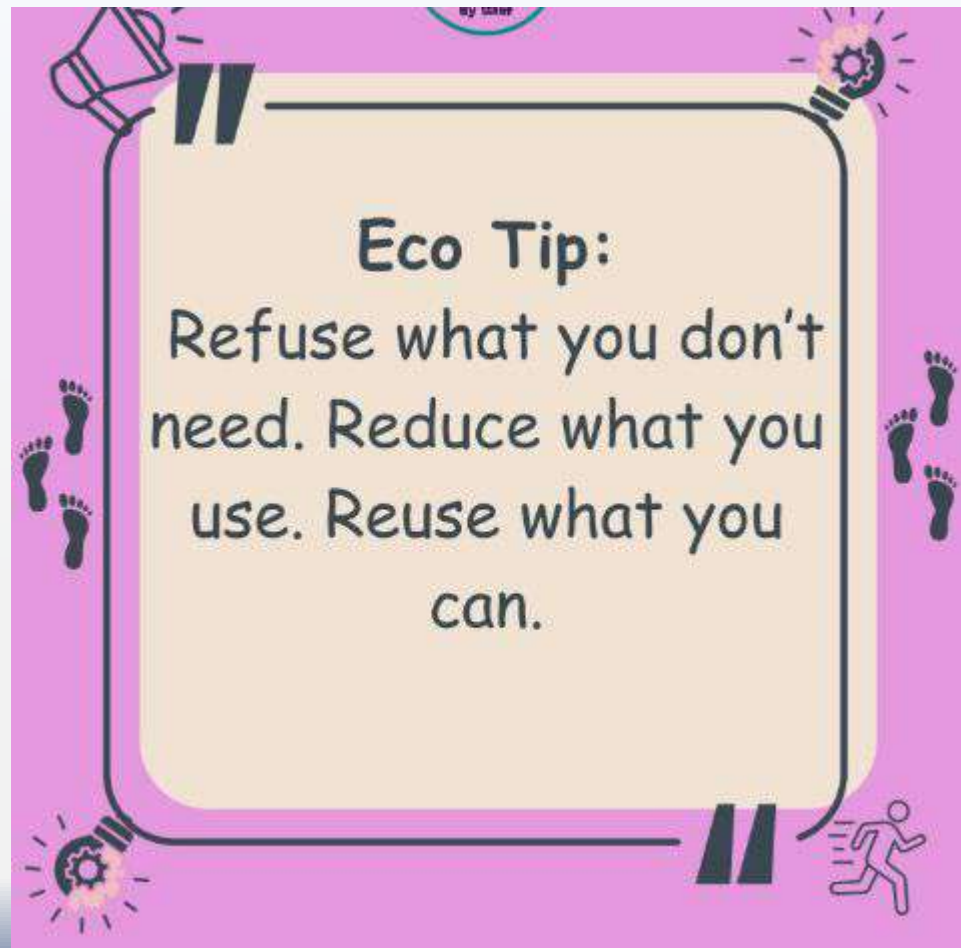 Eco Tip:
Refuse what you don't
need. Reduce what you
use. Reuse what you
can.